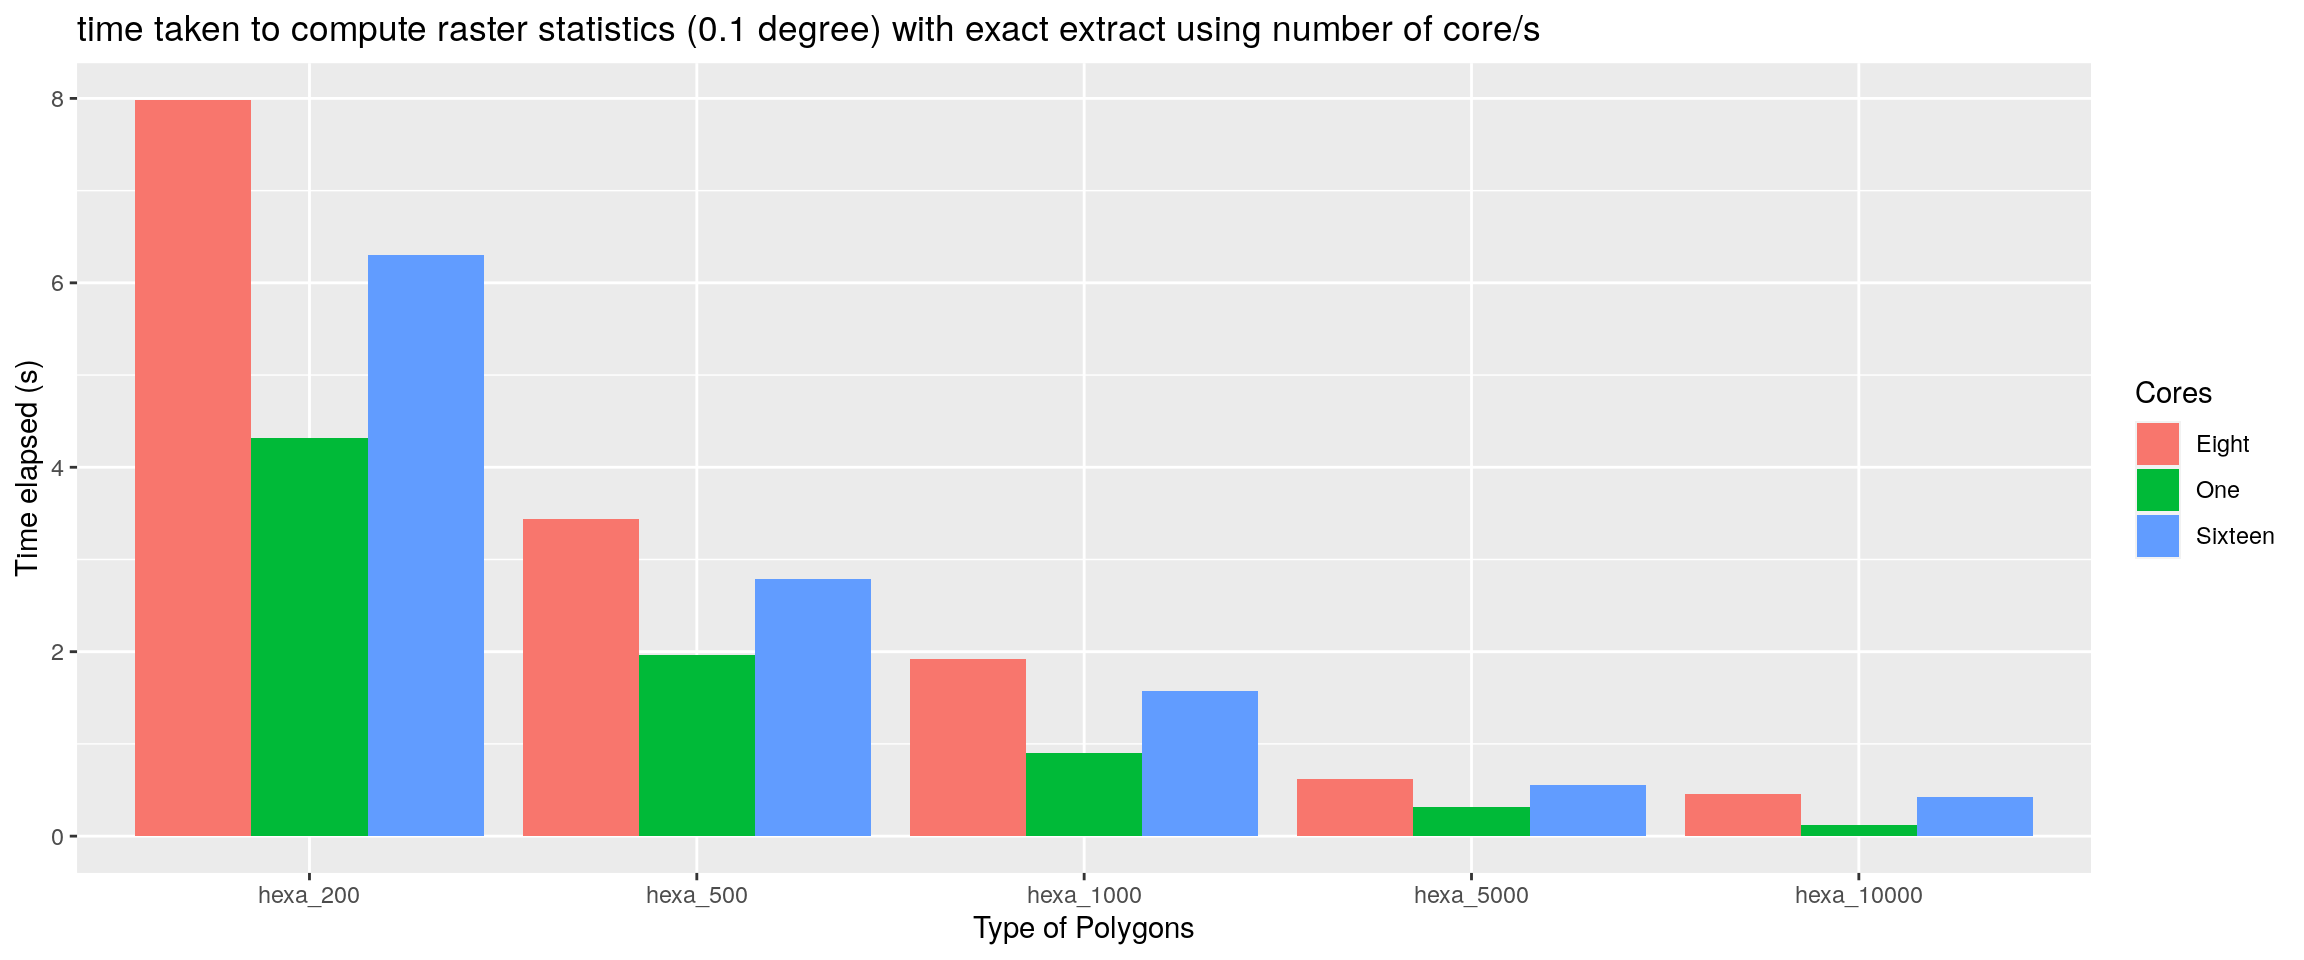 time taken to compute raster statistics (0.1 degree) with exact extract using number of core/s
Time elapsed (s)
8
6
4
2
0
hexa_200
hexa_500
hexa_1000
hexa_5000
hexa_10000
Type of Polygons
Cores
Eight
One
Sixteen